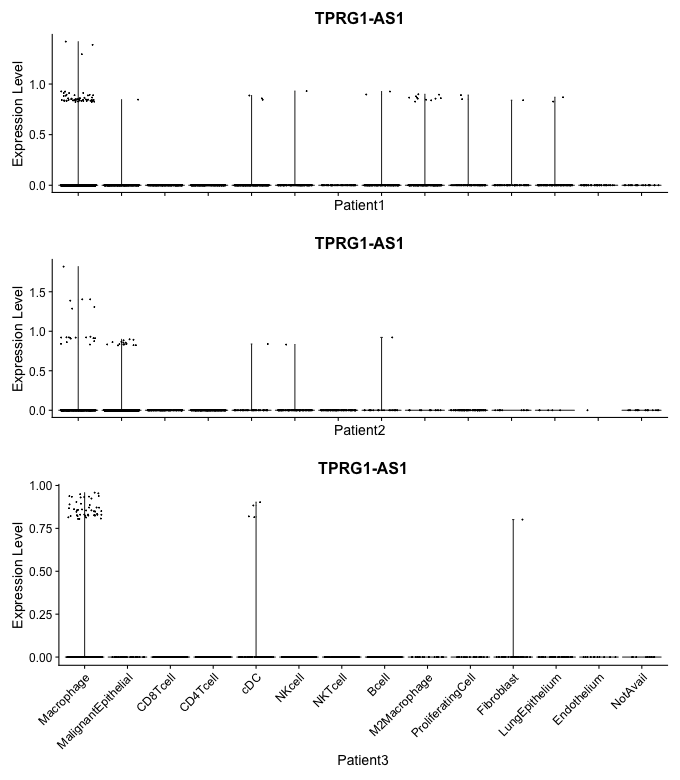 TPRG1-AS1
Expression Level
1.0
0.5
0.0
Patient1
TPRG1-AS1
Expression Level
1.5
1.0
0.5
0.0
Patient2
TPRG1-AS1
Expression Level
1.00
0.75
0.50
0.25
0.00
Macrophage
MalignantEpithelial
CD8Tcell
CD4Tcell
cDC
NKcell
NKTcell
Bcell
M2Macrophage
ProliferatingCell
Fibroblast
LungEpithelium
Endothelium
NotAvail
Patient3